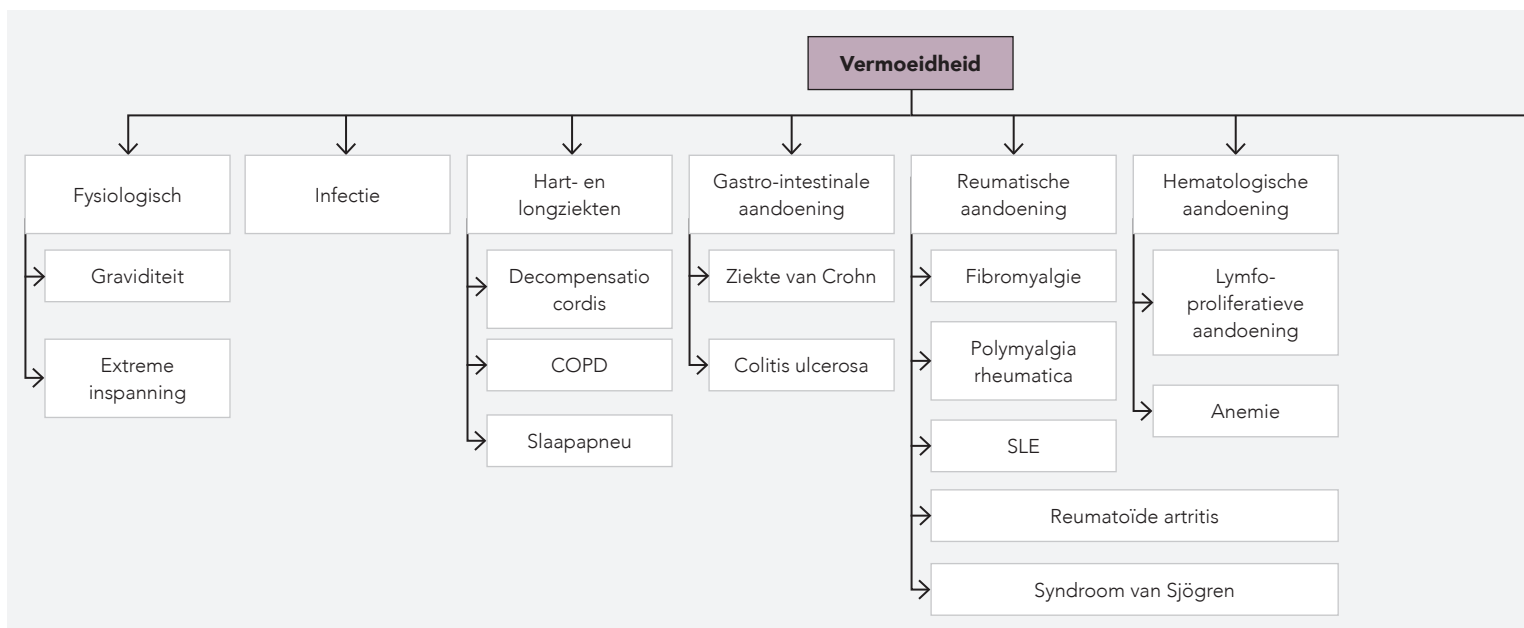 Vermoeidheid
Fysiologisch
Graviditeit
Extreme
inspanning
Infectie
Hart- en
longziekten
Decompensatio
cordis
COPD
Slaapapneu
Gastro-intestinale
aandoening
Ziekte van Crohn
Colitis ulcerosa
Reumatische
aandoening
Fibromyalgie
Polymyalgia
rheumatica
SLE
Reumatoïde artritis
Syndroom van Sjögren
Hematologische
aandoening
Lymfo-
proliferatieve
aandoening
Anemie